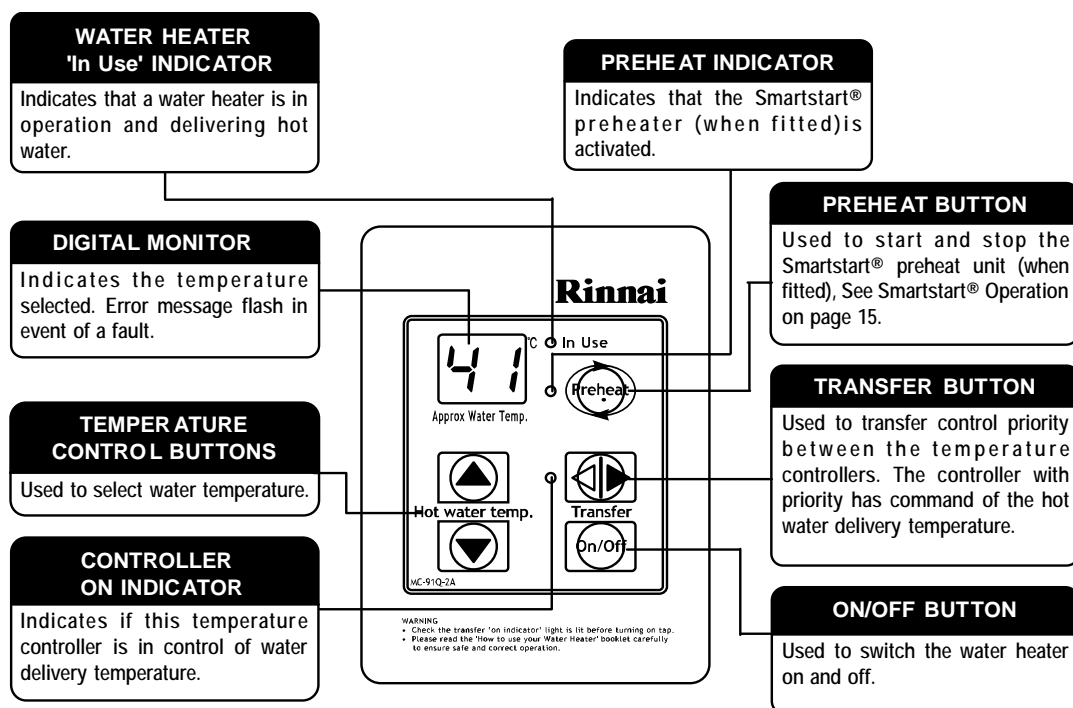 WATER HEATER
'In Use' INDICATOR
Indicates that a water heater is in
operation and delivering hot
water.
PREHEAT INDICATOR
Indicates that the Smartstart®
preheater (when fitted)is
activated.
DIGITAL MONITOR
Indicates the temperature
selected. Error message flash in
event of a fault.
PREHEAT BUTTON
Used to start and stop the
Smartstart® preheat unit (when
fitted), See Smartstart® Operation
on page 15.
TEMPERATURE
CONTROL BUTTONS
Used to select water temperature.
TRANSFER BUTTON
Used to transfer control priority
between the temperature
controllers. The controller with
priority has command of the hot
water delivery temperature.
CONTROLLER
ON INDICATOR
Indicates if this temperature
controller is in control of water
delivery temperature.
ON/OFF BUTTON
Used to switch the water heater
on and off.
Rinnai
41 °C In Use
Preheat
Approx Water Temp.
Hot water temp. Transfer
On/Off
MC-91Q-2A
WARNING
• Check the transfer 'on indicator' light is lit before turning on tap.
• Please read the 'How to use your Water Heater' booklet carefully
to ensure safe and correct operation.